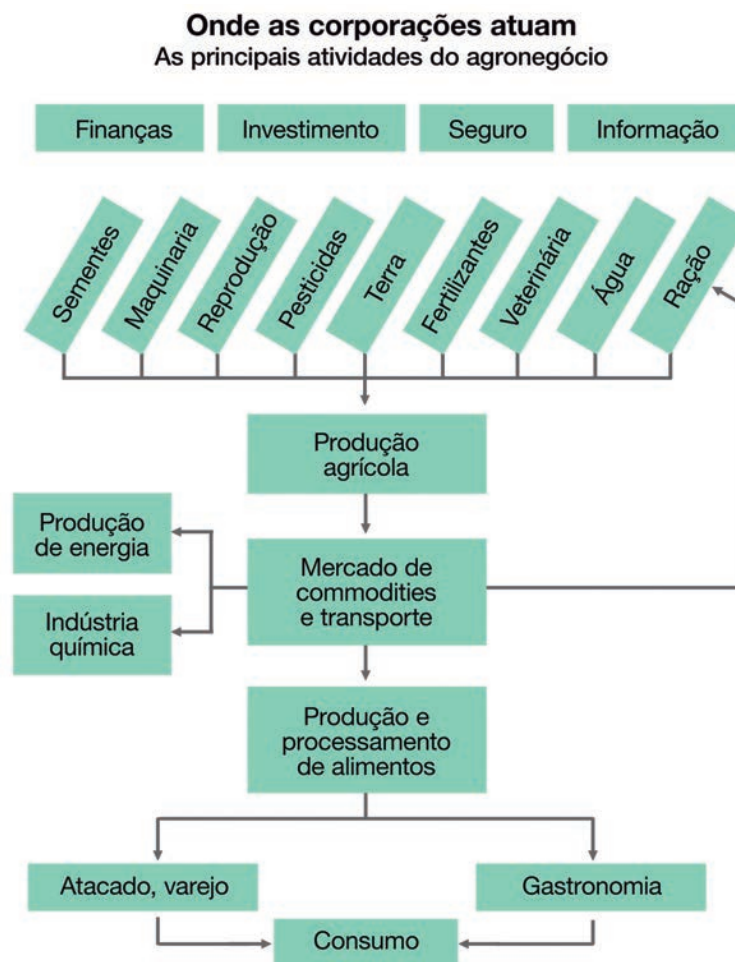 Onde as corporações atuam
As principais atividades do agronegócio
Finanças
Investimento
Seguro
Informação
Sementes
Maquinaria
Reprodução
Pesticidas
Terra
Fertilizantes
Veterinária
Água
Ração
Produção
agrícola
Produção
de energia
Mercado de
commodities
e transporte
Indústria
química
Produção e
processamento
de alimentos
Atacado, varejo
Gastronomia
Consumo